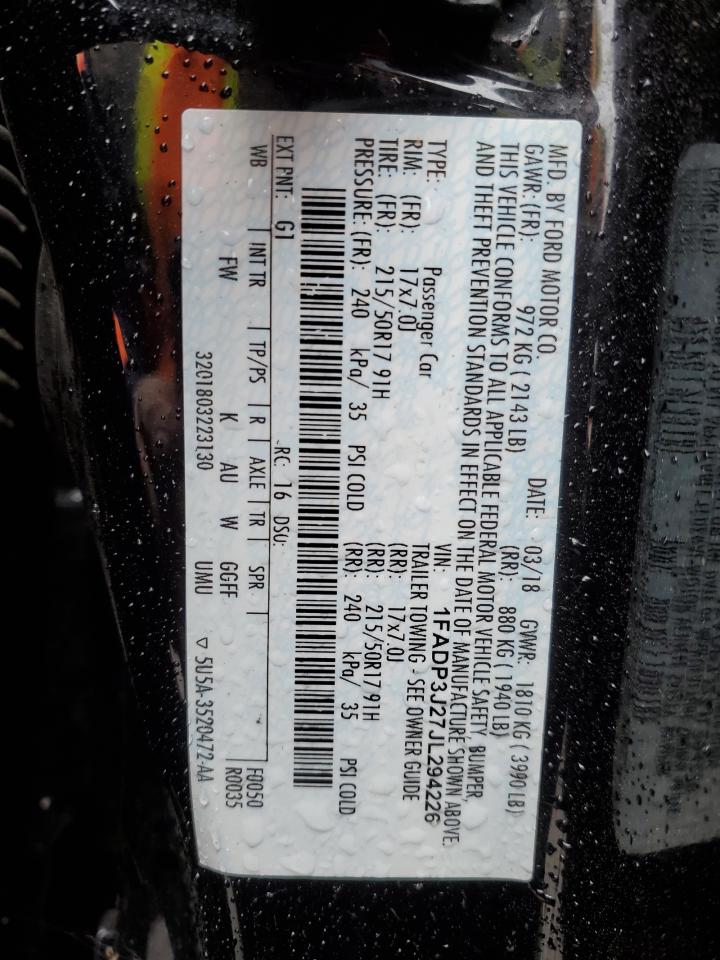 MFD. BY FORD MOTOR CO.
DATE: 03/18 GVWR: 1810 KG ( 3990 LB)
GAWR: (FR): 972 KG ( 2143 LB) (RR): 880 KG ( 1940 LB)
THIS VEHICLE CONFORMS TO ALL APPLICABLE FEDERAL MOTOR VEHICLE SAFETY, BUMPER,
AND THEFT PREVENTION STANDARDS IN EFFECT ON THE DATE OF MANUFACTURE SHOWN ABOVE.
VIN: 1FADP3J27JL294226
TYPE: Passenger Car TRAILER TOWING - SEE OWNER GUIDE
RIM: (FR): 17x7.0J (RR): 17x7.0J
TIRE: (FR): 215/50R17 91H (RR): 215/50R17 91H
PRESSURE: (FR): 240 kPa/ 35 PSI COLD (RR): 240 kPa/ 35 PSI COLD
EXT PNT: G1 RC: 16 DSO:
WB INT TR TP/PS R AXLE TR SPR F0050
FW K AU W GGFF R0035
3201803223130 UMU ▽ 5U5A-3520472-AA